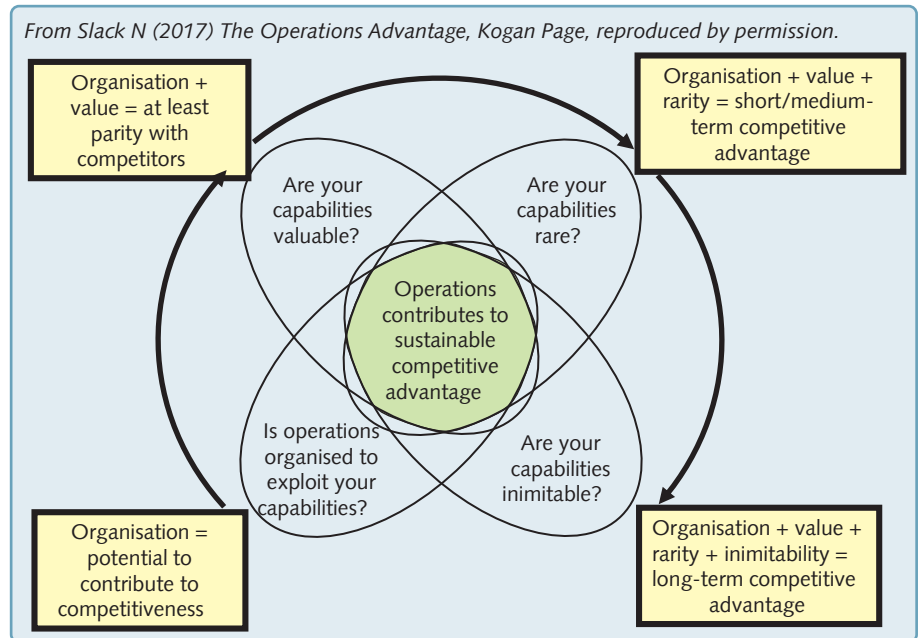 From Slack N (2017) The Operations Advantage, Kogan Page, reproduced by permission.
Organisation +
value = at least
parity with
competitors
Organisation + value +
rarity = short/medium-
term competitive
advantage
Are your
capabilities
valuable?
Are your
capabilities
rare?
Operations
contributes to
sustainable
competitive
advantage
Is operations
organised to
exploit your
capabilities?
Are your
capabilities
inimitable?
Organisation =
potential to
contribute to
competitiveness
Organisation + value +
rarity + inimitability =
long-term competitive
advantage